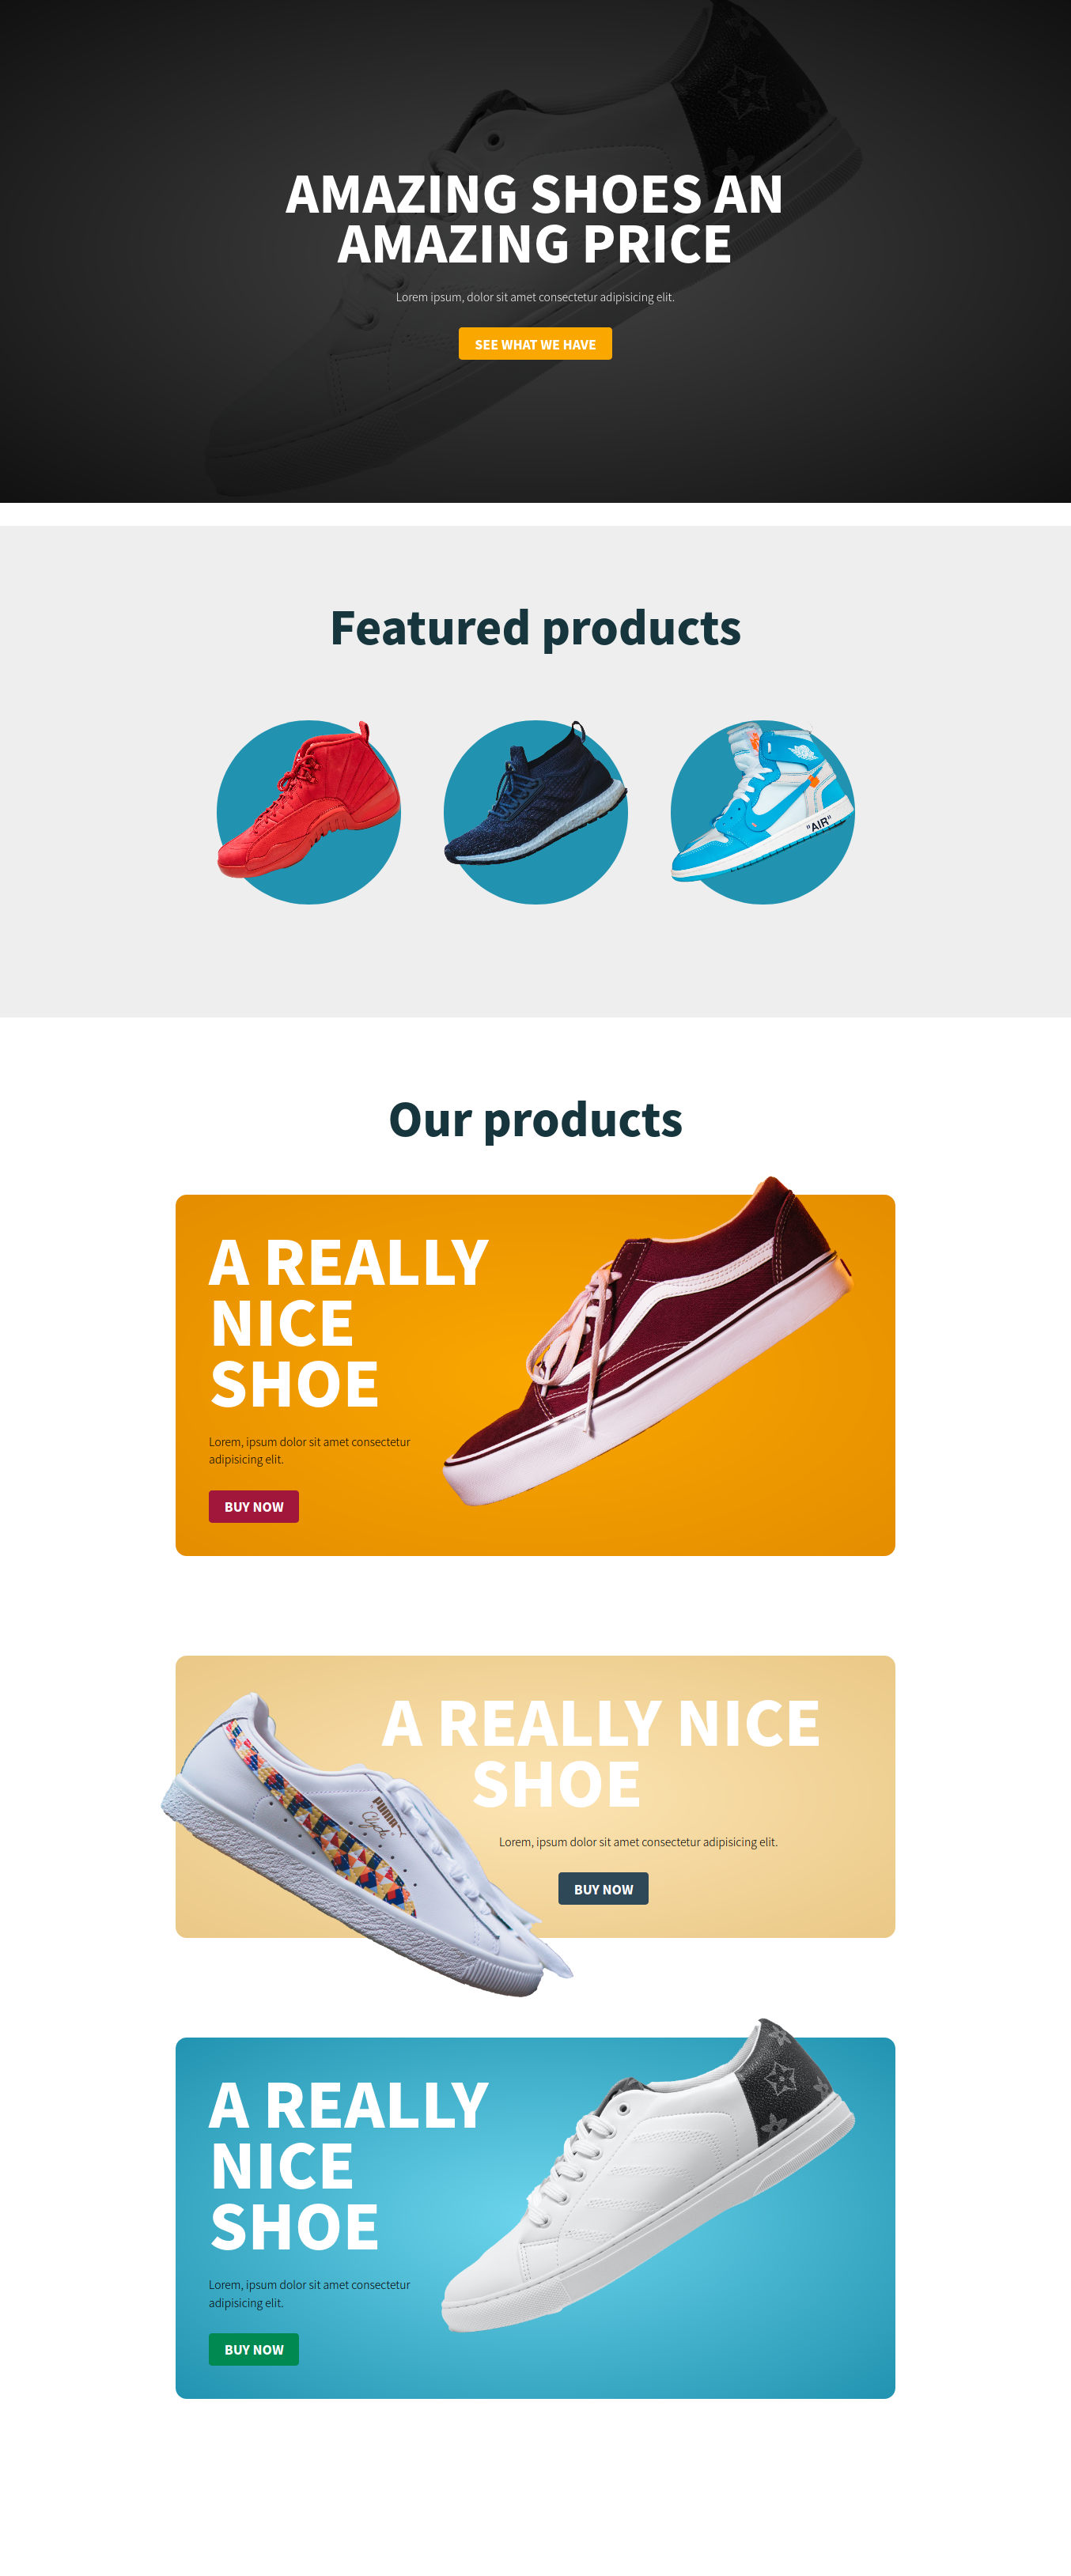 AMAZING SHOES AN
AMAZING PRICE
Lorem ipsum, dolor sit amet consectetur adipisicing elit.
SEE WHAT WE HAVE
Featured products
"AIR"
Our products
A REALLY
NICE
SHOE
Lorem, ipsum dolor sit amet consectetur
adipisicing elit.
BUY NOW
A REALLY NICE
SHOE
PUMA
Clyde
Lorem, ipsum dolor sit amet consectetur adipisicing elit.
BUY NOW
A REALLY
NICE
SHOE
Lorem, ipsum dolor sit amet consectetur
adipisicing elit.
BUY NOW